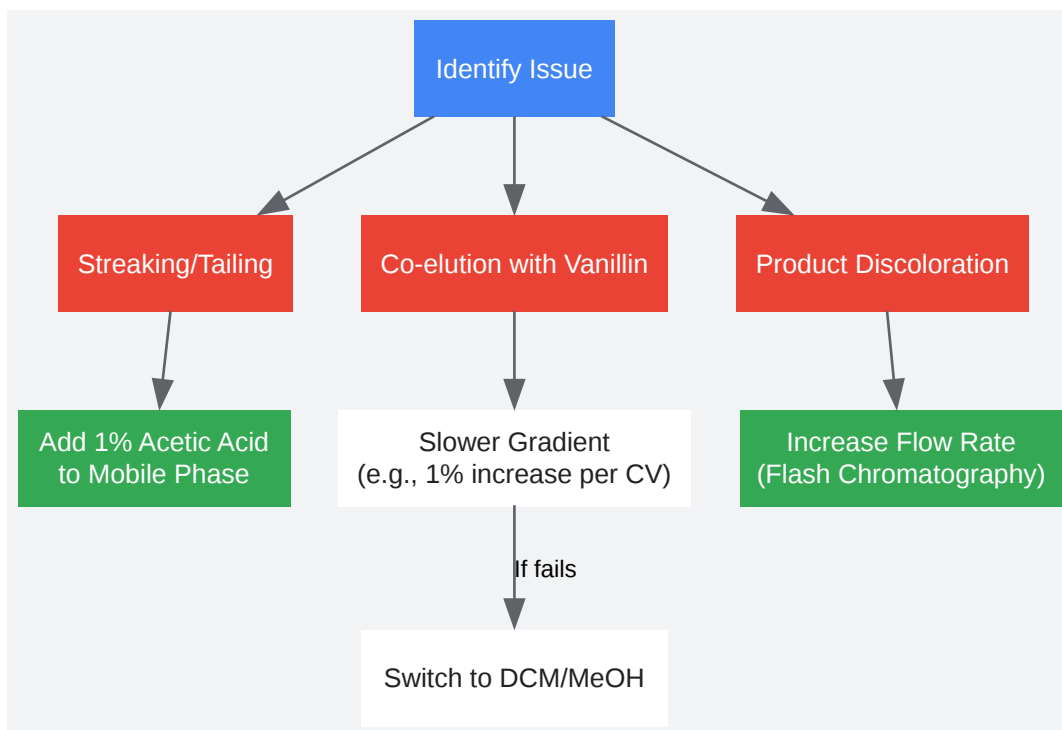 Identify Issue
Streaking/Tailing
Co-elution with Vanillin
Product Discoloration
Add 1% Acetic Acid
to Mobile Phase
Slower Gradient
(e.g., 1% increase per CV)
Increase Flow Rate
(Flash Chromatography)
If fails
Switch to DCM/MeOH